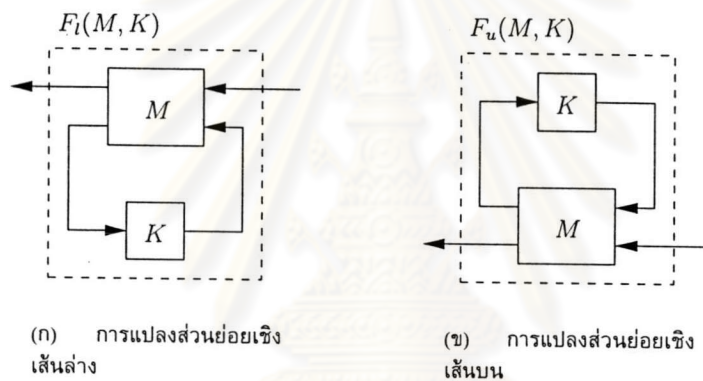 F_l(M, K)
M
K
F_u(M, K)
K
M
(ก) การแปลงส่วนย่อยเชิง
เส้นล่าง
(ข) การแปลงส่วนย่อยเชิง
เส้นบน